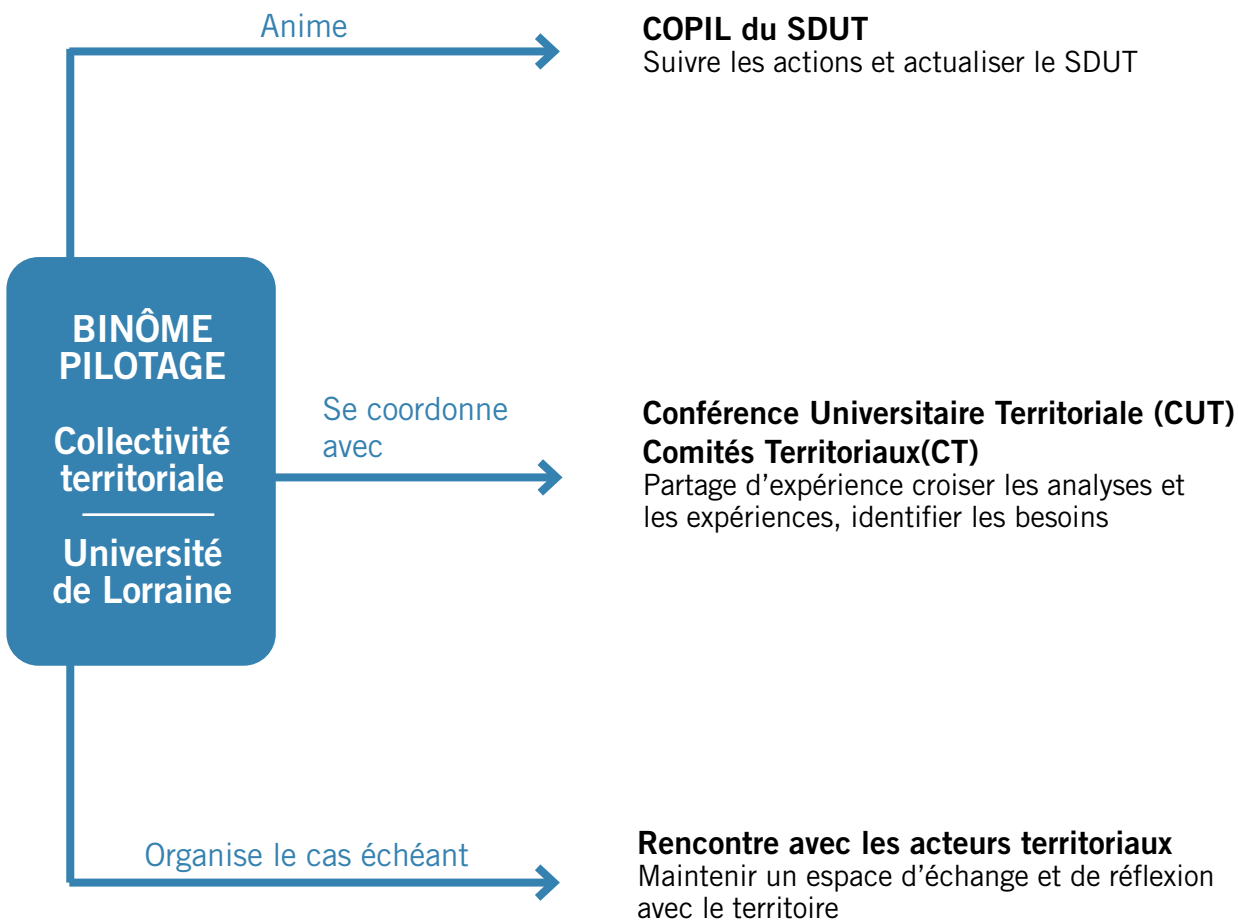 Anime
COPIL du SDUT
Suivre les actions et actualiser le SDUT
BINÔME
PILOTAGE
Collectivité
territoriale
Université
de Lorraine
Se coordonne
avec
Conférence Universitaire Territoriale (CUT)
Comités Territoriaux(CT)
Partage d’expérience croiser les analyses et
les expériences, identifier les besoins
Organise le cas échéant
Rencontre avec les acteurs territoriaux
Maintenir un espace d’échange et de réflexion
avec le territoire